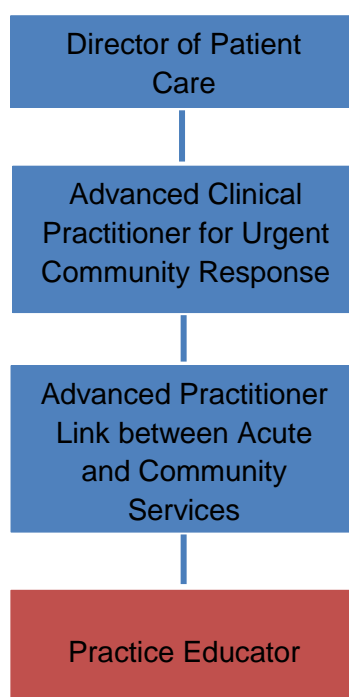 Director of Patient
Care
Advanced Clinical
Practitioner for Urgent
Community Response
Advanced Practitioner
Link between Acute
and Community
Services
Practice Educator